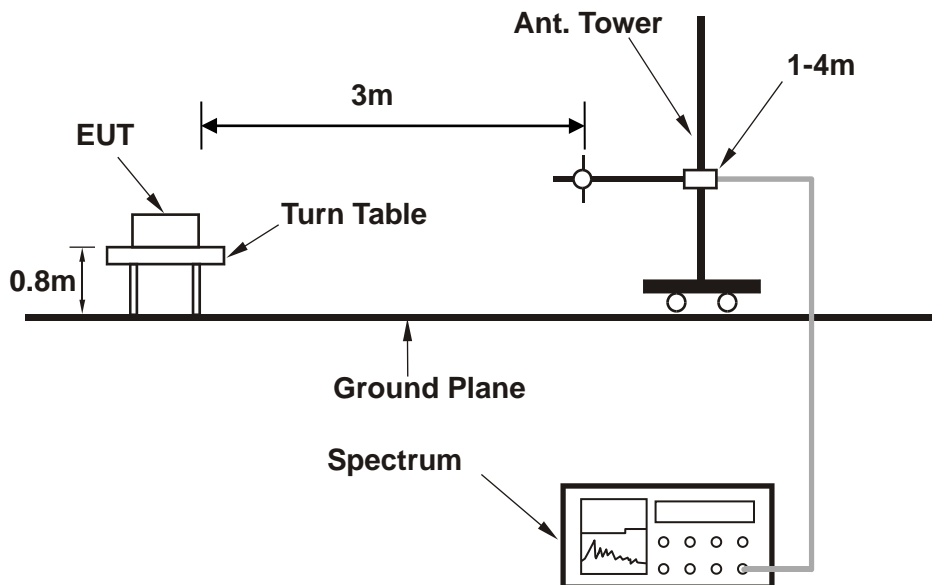 Ant. Tower
1-4m
3m
EUT
Turn Table
0.8m
Ground Plane
Spectrum